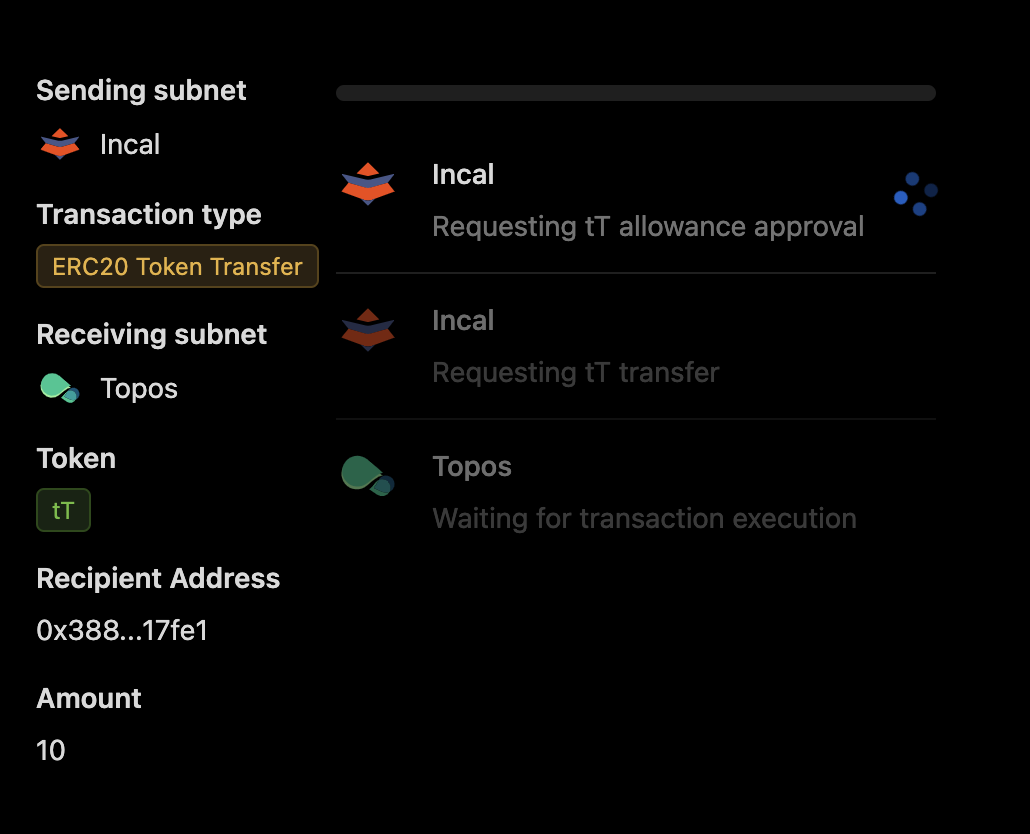 Sending subnet
Incal
Transaction type
ERC20 Token Transfer
Receiving subnet
Topos
Token
tT
Recipient Address
0x388...17fe1
Amount
10
Incal
Requesting tT allowance approval
Incal
Requesting tT transfer
Topos
Waiting for transaction execution